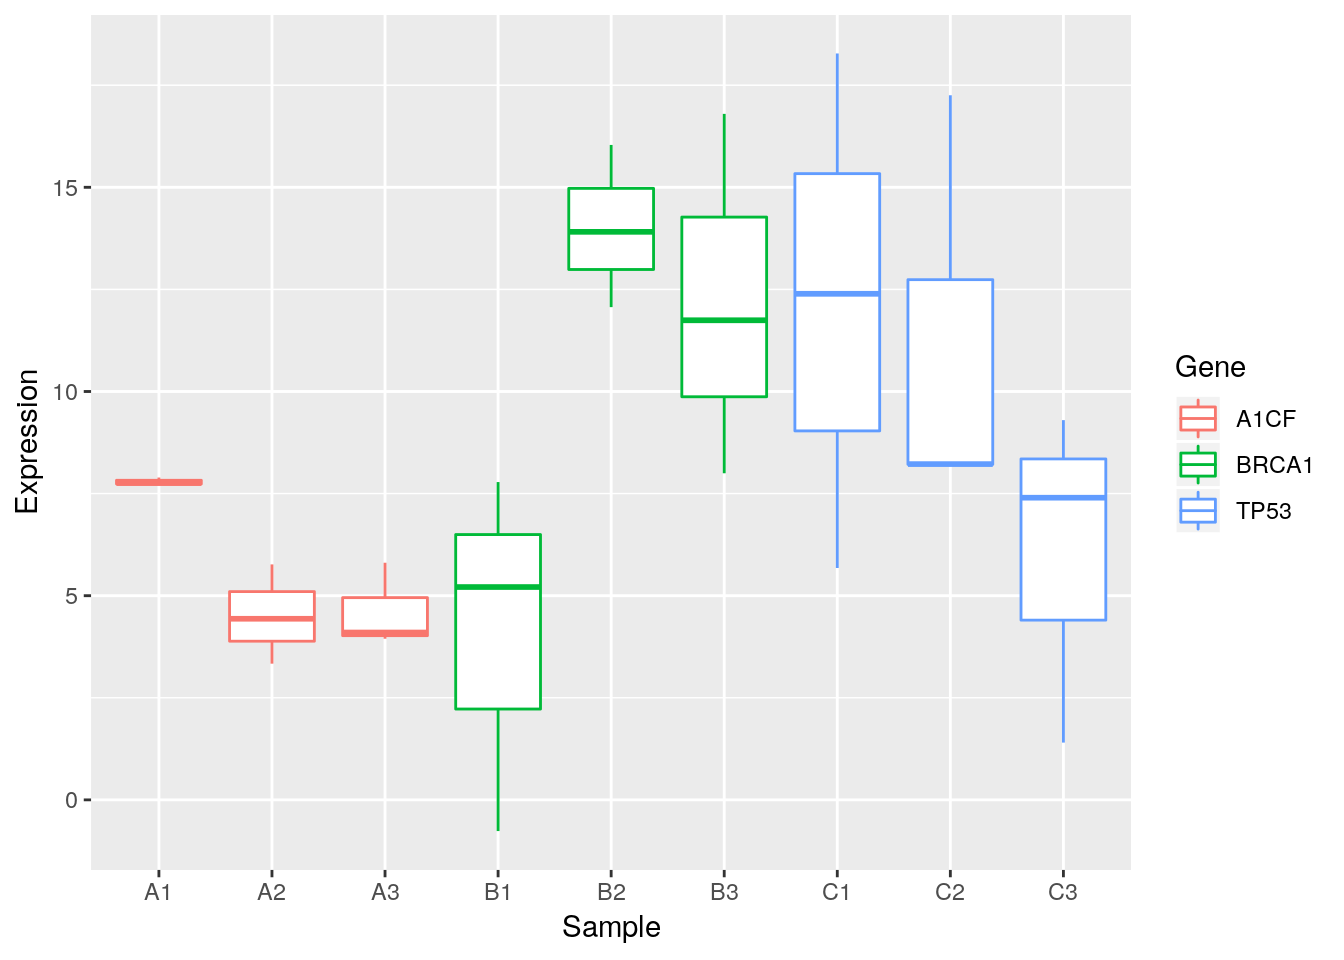 Expression
15
10
5
0
A1 A2 A3 B1 B2 B3 C1 C2 C3
Sample
Gene
A1CF
BRCA1
TP53